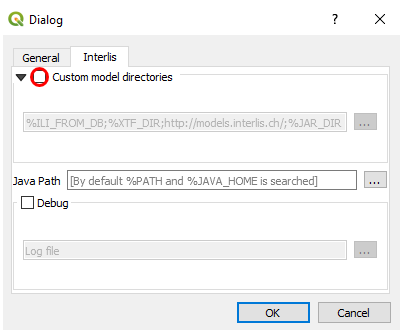 Dialog
General
Interlis
Custom model directories
%ILI_FROM_DB;%XTF_DIR;http://models.interlis.ch/;%JAR_DIR
...
Java Path
[By default %PATH and %JAVA_HOME is searched]
...
Debug
Log file
...
OK
Cancel